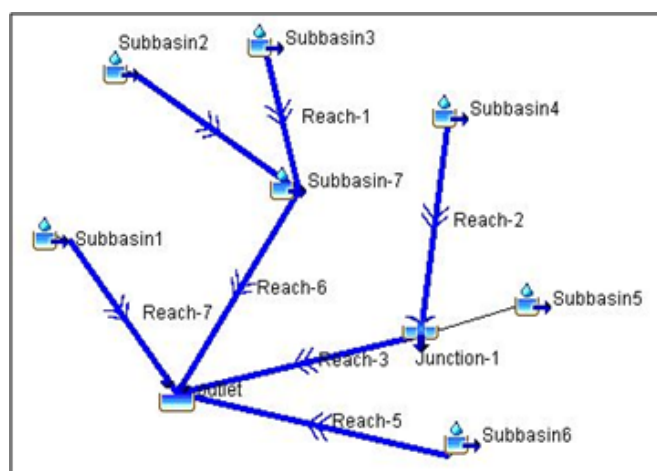 Subbasin2
Subbasin3
Reach-1
Subbasin4
Subbasin-7
Subbasin1
Reach-2
Reach-6
Reach-7
Subbasin5
Reach-3
Junction-1
outlet
Reach-5
Subbasin6